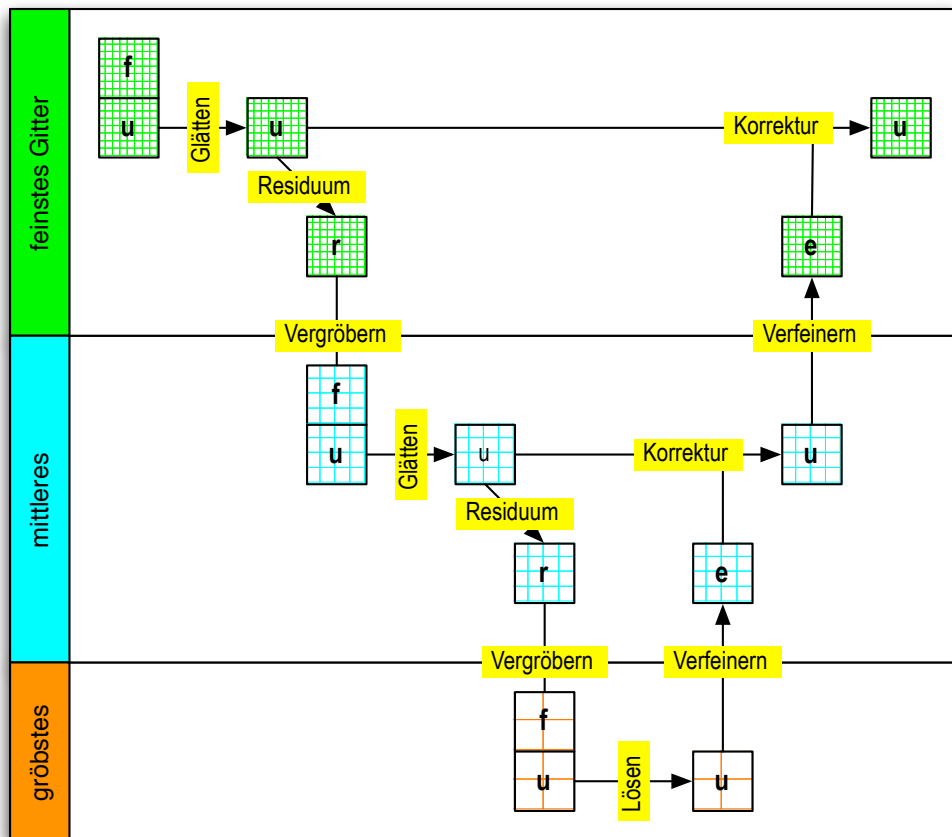 feinstes Gitter
f
u
Glätten
u
Korrektur
u
Residuum
r
e
Vergröbern
Verfeinern
mittleres
f
u
Glätten
u
Korrektur
u
Residuum
r
e
Vergröbern
Verfeinern
gröbstes
f
u
Lösen
u